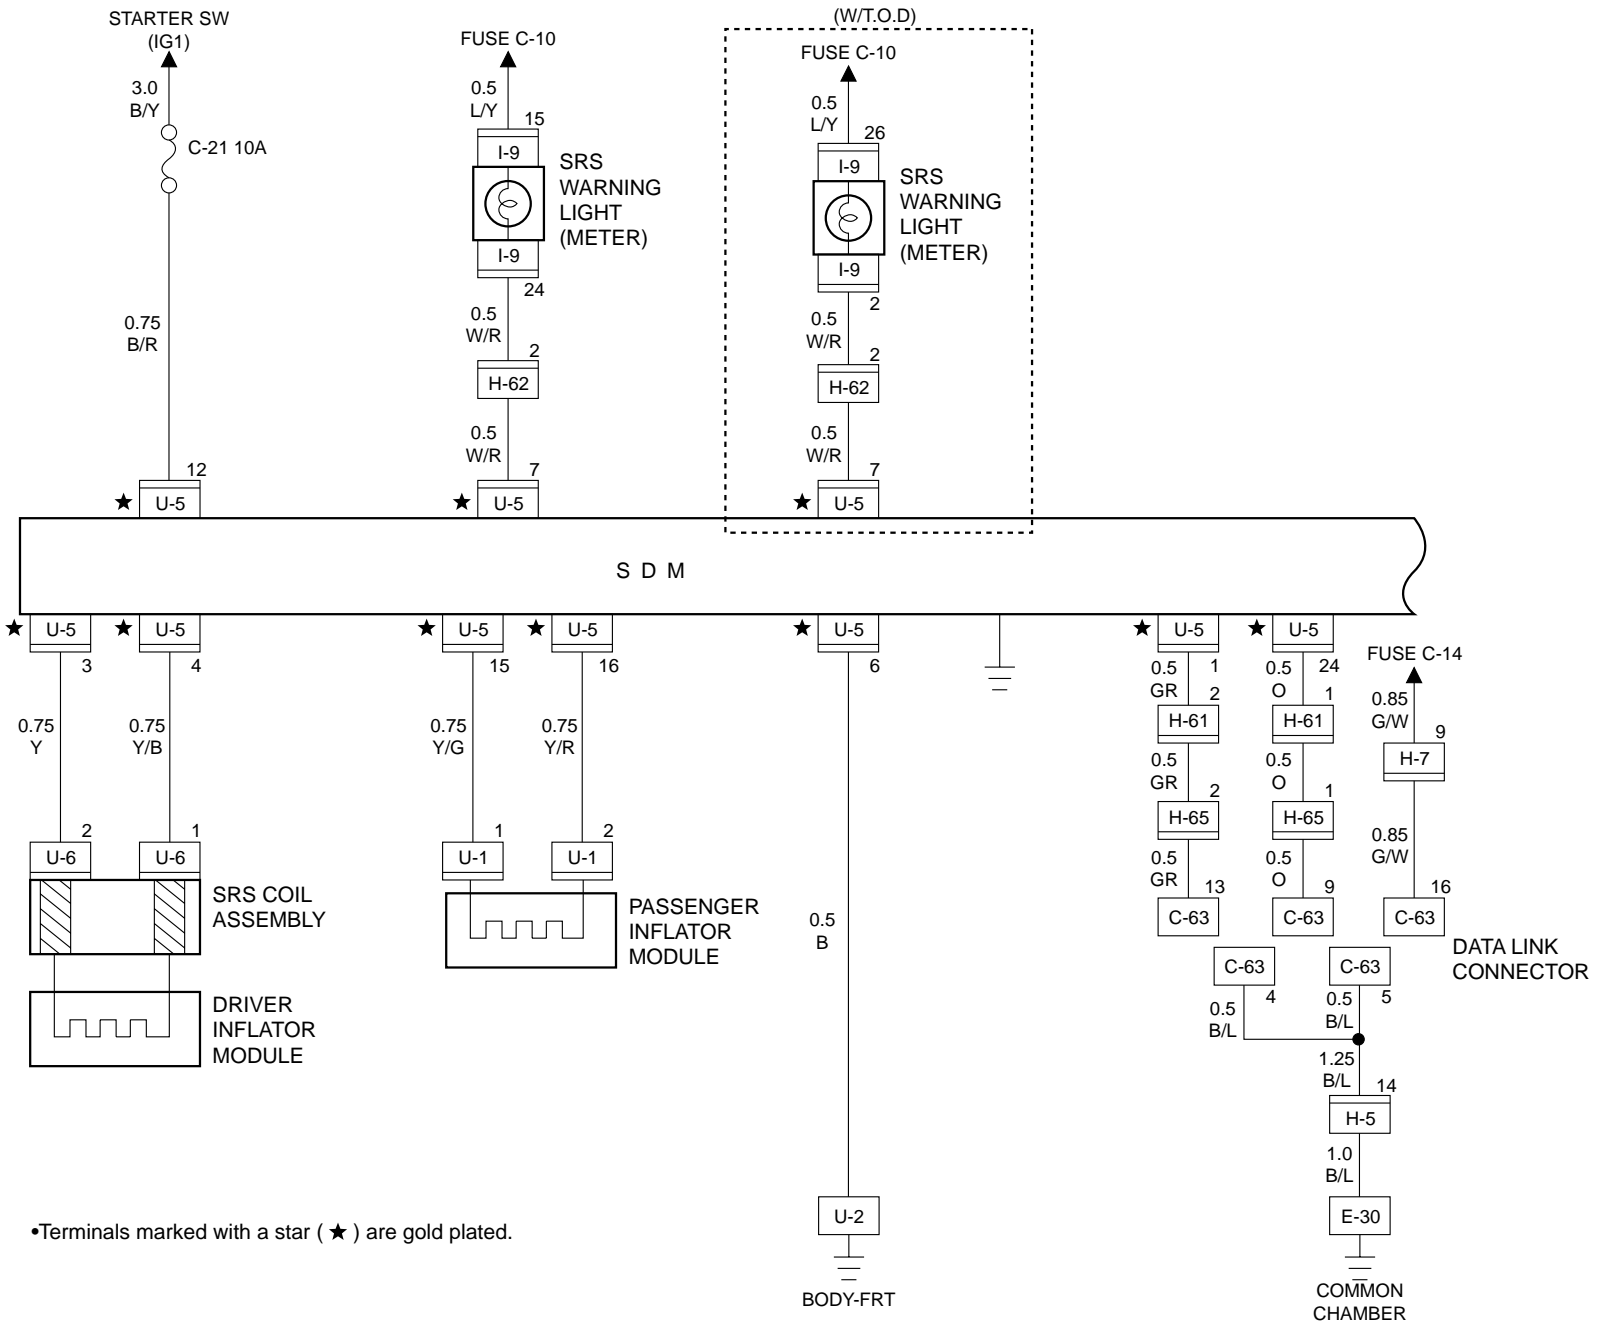 STARTER SW
(IG1)
3.0
B/Y
C-21 10A
0.75
B/R
12
U-5
FUSE C-10
0.5
L/Y
15
I-9
SRS
WARNING
LIGHT
(METER)
I-9
24
0.5
W/R
2
H-62
0.5
W/R
7
U-5
(W/T.O.D)
FUSE C-10
0.5
L/Y
26
I-9
SRS
WARNING
LIGHT
(METER)
I-9
2
0.5
W/R
2
H-62
0.5
W/R
7
U-5
S D M
U-5
3
0.75
Y
2
U-6
U-5
4
0.75
Y/B
1
U-6
SRS COIL
ASSEMBLY
DRIVER
INFLATOR
MODULE
U-5
15
0.75
Y/G
1
U-1
U-5
16
0.75
Y/R
2
U-1
PASSENGER
INFLATOR
MODULE
U-5
6
0.5
B
U-2
BODY-FRT
U-5
1
0.5
GR
2
H-61
0.5
GR
2
H-65
0.5
GR
13
C-63
U-5
24
0.5
O
1
H-61
0.5
O
1
H-65
0.5
O
9
C-63
FUSE C-14
0.85
G/W
9
H-7
0.85
G/W
16
C-63
DATA LINK
CONNECTOR
C-63
4
0.5
B/L
C-63
5
0.5
B/L
1.25
B/L
14
H-5
1.0
B/L
E-30
COMMON
CHAMBER
•Terminals marked with a star ( ★ ) are gold plated.